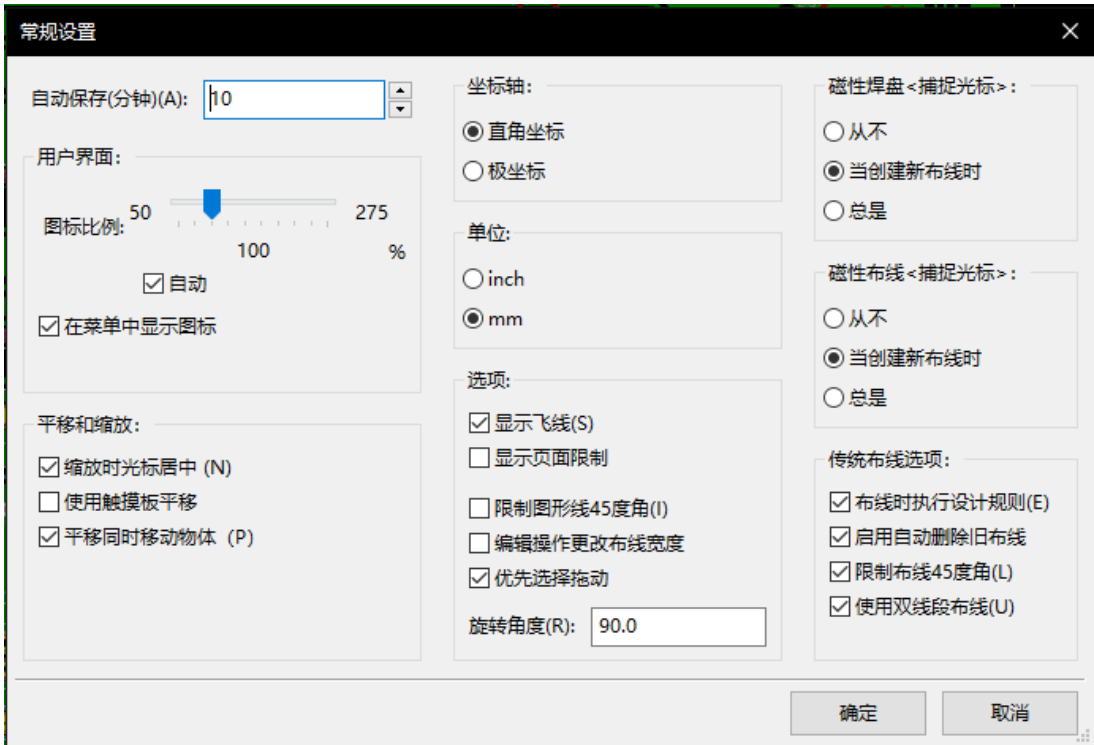 常规设置
自动保存(分钟)(A): 10
用户界面:
图标比例: 50 275
100 %
自动
在菜单中显示图标
平移和缩放:
缩放时光标居中 (N)
使用触摸板平移
平移同时移动物体 (P)
坐标轴:
直角坐标
极坐标
单位:
inch
mm
选项:
显示飞线(S)
显示页面限制
限制图形线45度角(I)
编辑操作更改布线宽度
优先选择拖动
旋转角度(R): 90.0
磁性焊盘<捕捉光标>:
从不
当创建新布线时
总是
磁性布线<捕捉光标>:
从不
当创建新布线时
总是
传统布线选项:
布线时执行设计规则(E)
启用自动删除旧布线
限制布线45度角(L)
使用双线段布线(U)
确定 取消